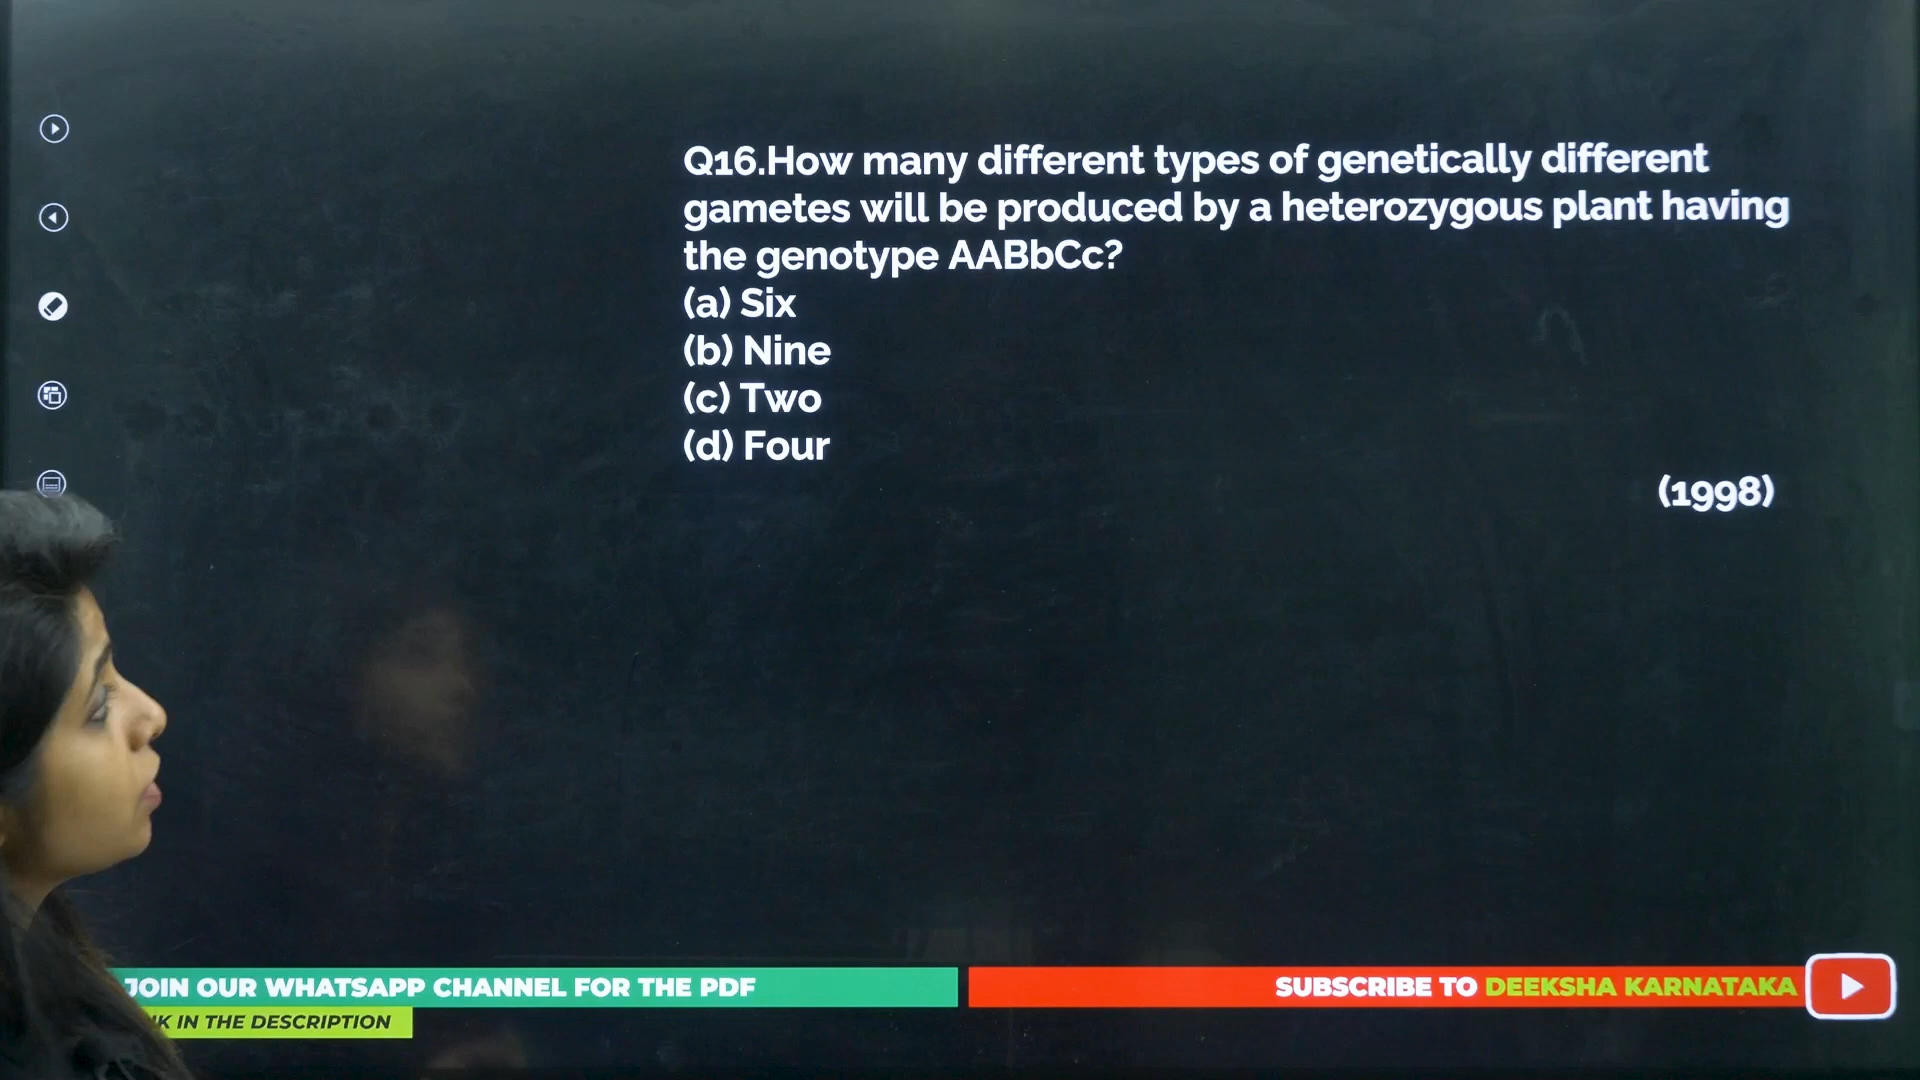 Q16.How many different types of genetically different
gametes will be produced by a heterozygous plant having
the genotype AABbCc?
(a) Six
(b) Nine
(c) Two
(d) Four
(1998)
JOIN OUR WHATSAPP CHANNEL FOR THE PDF
IN THE DESCRIPTION
SUBSCRIBE TO DEEKSHA KARNATAKA